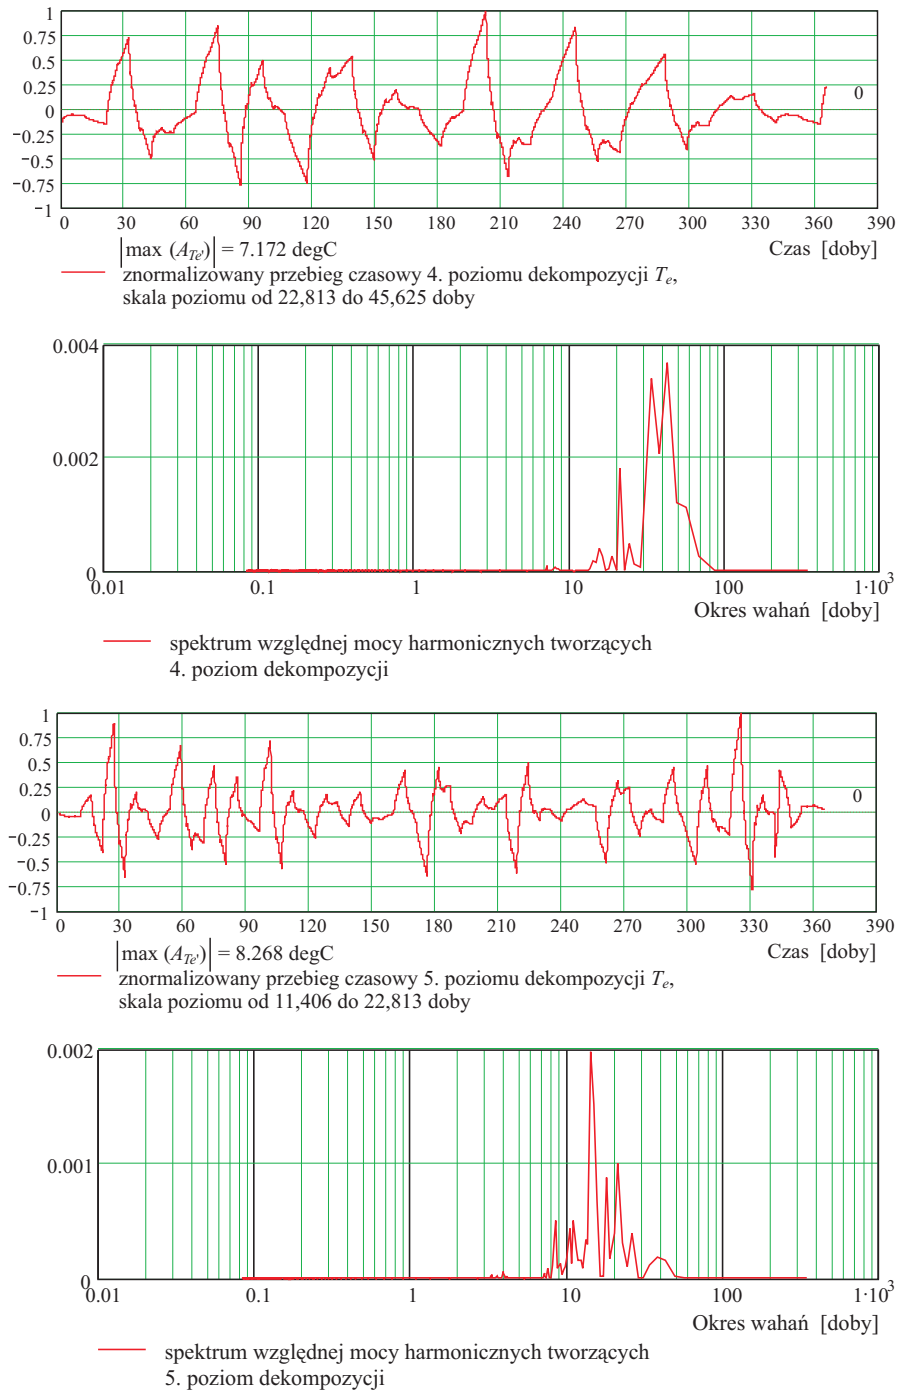 1
0.75
0.5
0.25
0
−0.25
−0.5
−0.75
−1
0
0 30 60 90 120 150 180 210 240 270 300 330 360 390
|max (A_Te')| = 7.172 degC
Czas [doby]
znormalizowany przebieg czasowy 4. poziomu dekompozycji T_e,
skala poziomu od 22,813 do 45,625 doby
0.004
0.002
0
0.01 0.1 1 10 100 1·10³
Okres wahań [doby]
spektrum względnej mocy harmonicznych tworzących
4. poziom dekompozycji
1
0.75
0.5
0.25
0
−0.25
−0.5
−0.75
−1
0
0 30 60 90 120 150 180 210 240 270 300 330 360 390
|max (A_Te')| = 8.268 degC
Czas [doby]
znormalizowany przebieg czasowy 5. poziomu dekompozycji T_e,
skala poziomu od 11,406 do 22,813 doby
0.002
0.001
0
0.01 0.1 1 10 100 1·10³
Okres wahań [doby]
spektrum względnej mocy harmonicznych tworzących
5. poziom dekompozycji